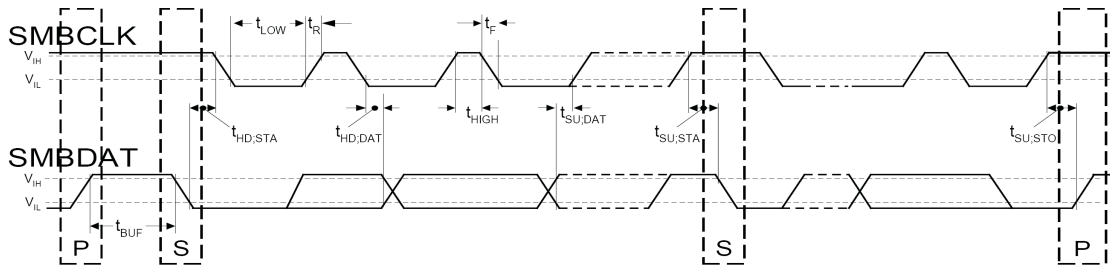 SMBCLK
VIH
VIL
tLOW
tR
tF
tHD;STA
tHD;DAT
tHIGH
tSU;DAT
tSU;STA
tSU;STO
SMBDAT
VIH
VIL
tBUF
P
S
S
P